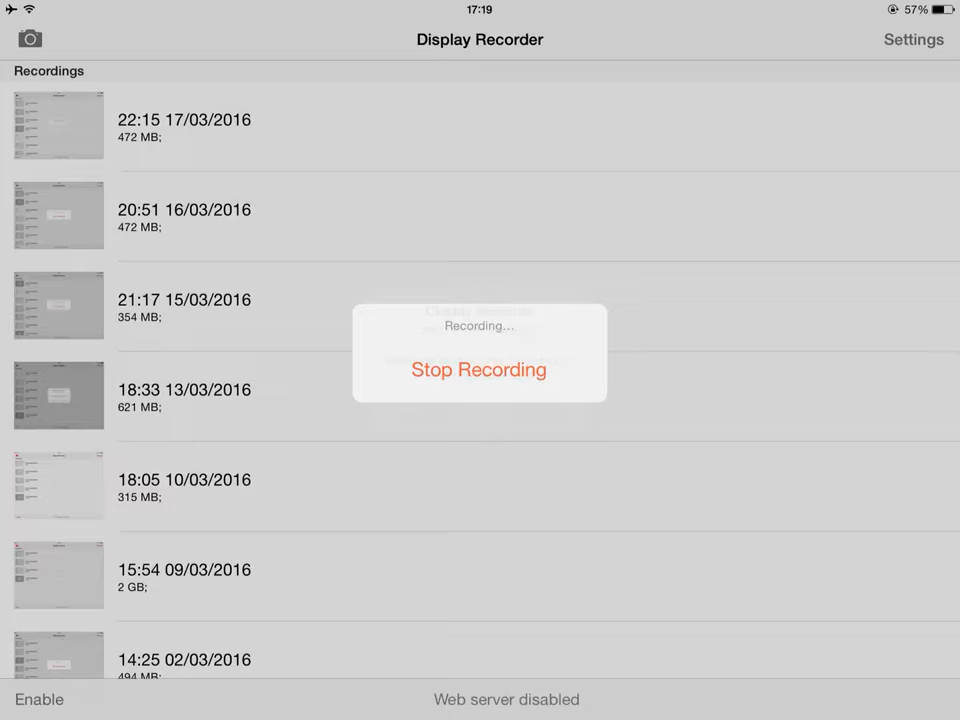 17:19
57%
Display Recorder
Settings
Recordings
22:15 17/03/2016
472 MB;
20:51 16/03/2016
472 MB;
21:17 15/03/2016
354 MB;
Recording...
Stop Recording
18:33 13/03/2016
621 MB;
18:05 10/03/2016
315 MB;
15:54 09/03/2016
2 GB;
14:25 02/03/2016
494 MB;
Enable
Web server disabled